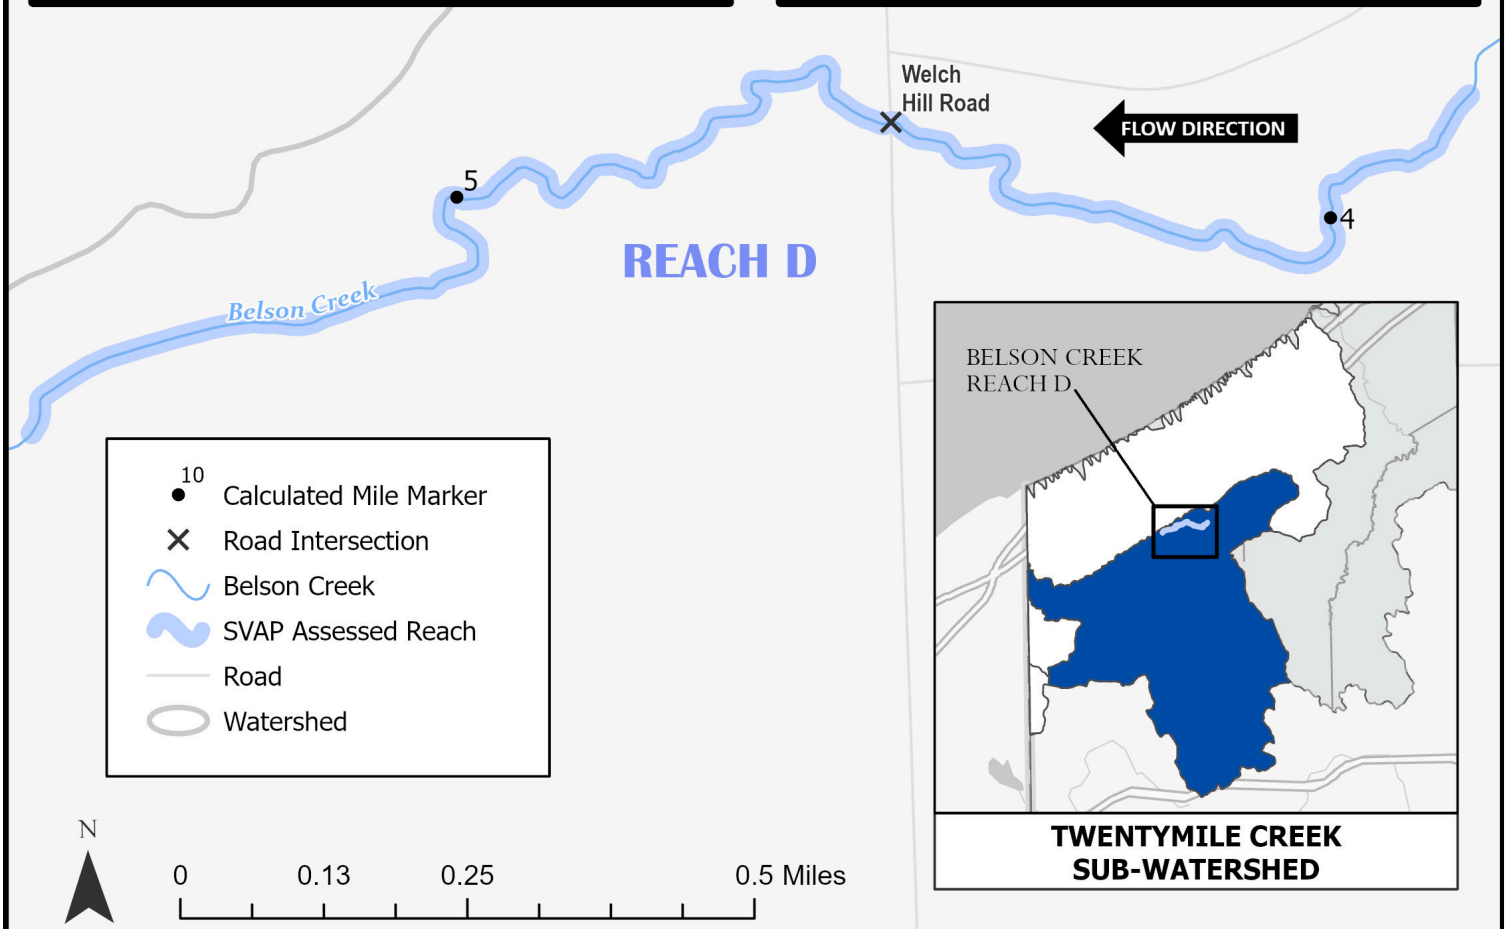 Welch
Hill Road
FLOW DIRECTION
5
4
REACH D
Belson Creek
BELSON CREEK
REACH D
10
Calculated Mile Marker
Road Intersection
Belson Creek
SVAP Assessed Reach
Road
Watershed
TWENTYMILE CREEK
SUB-WATERSHED
N
0 0.13 0.25 0.5 Miles